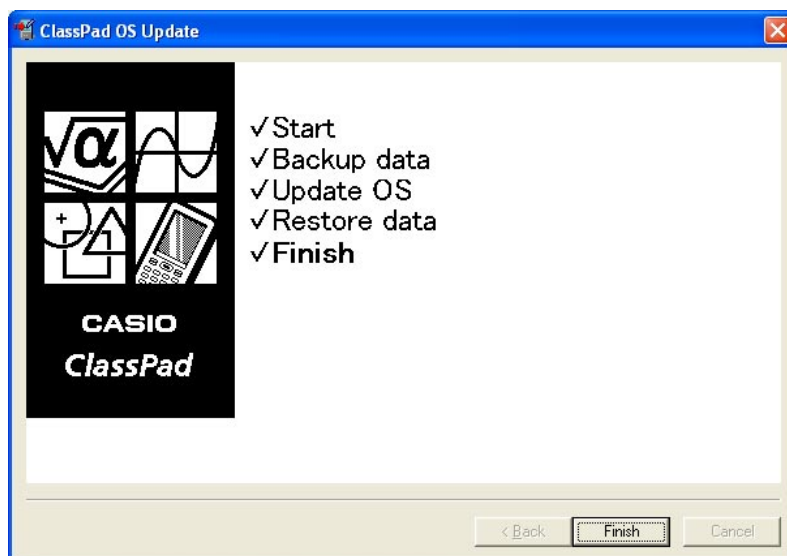 ClassPad OS Update
√α
√Start
√Backup data
√Update OS
√Restore data
√Finish
CASIO
ClassPad
< Back
Finish
Cancel